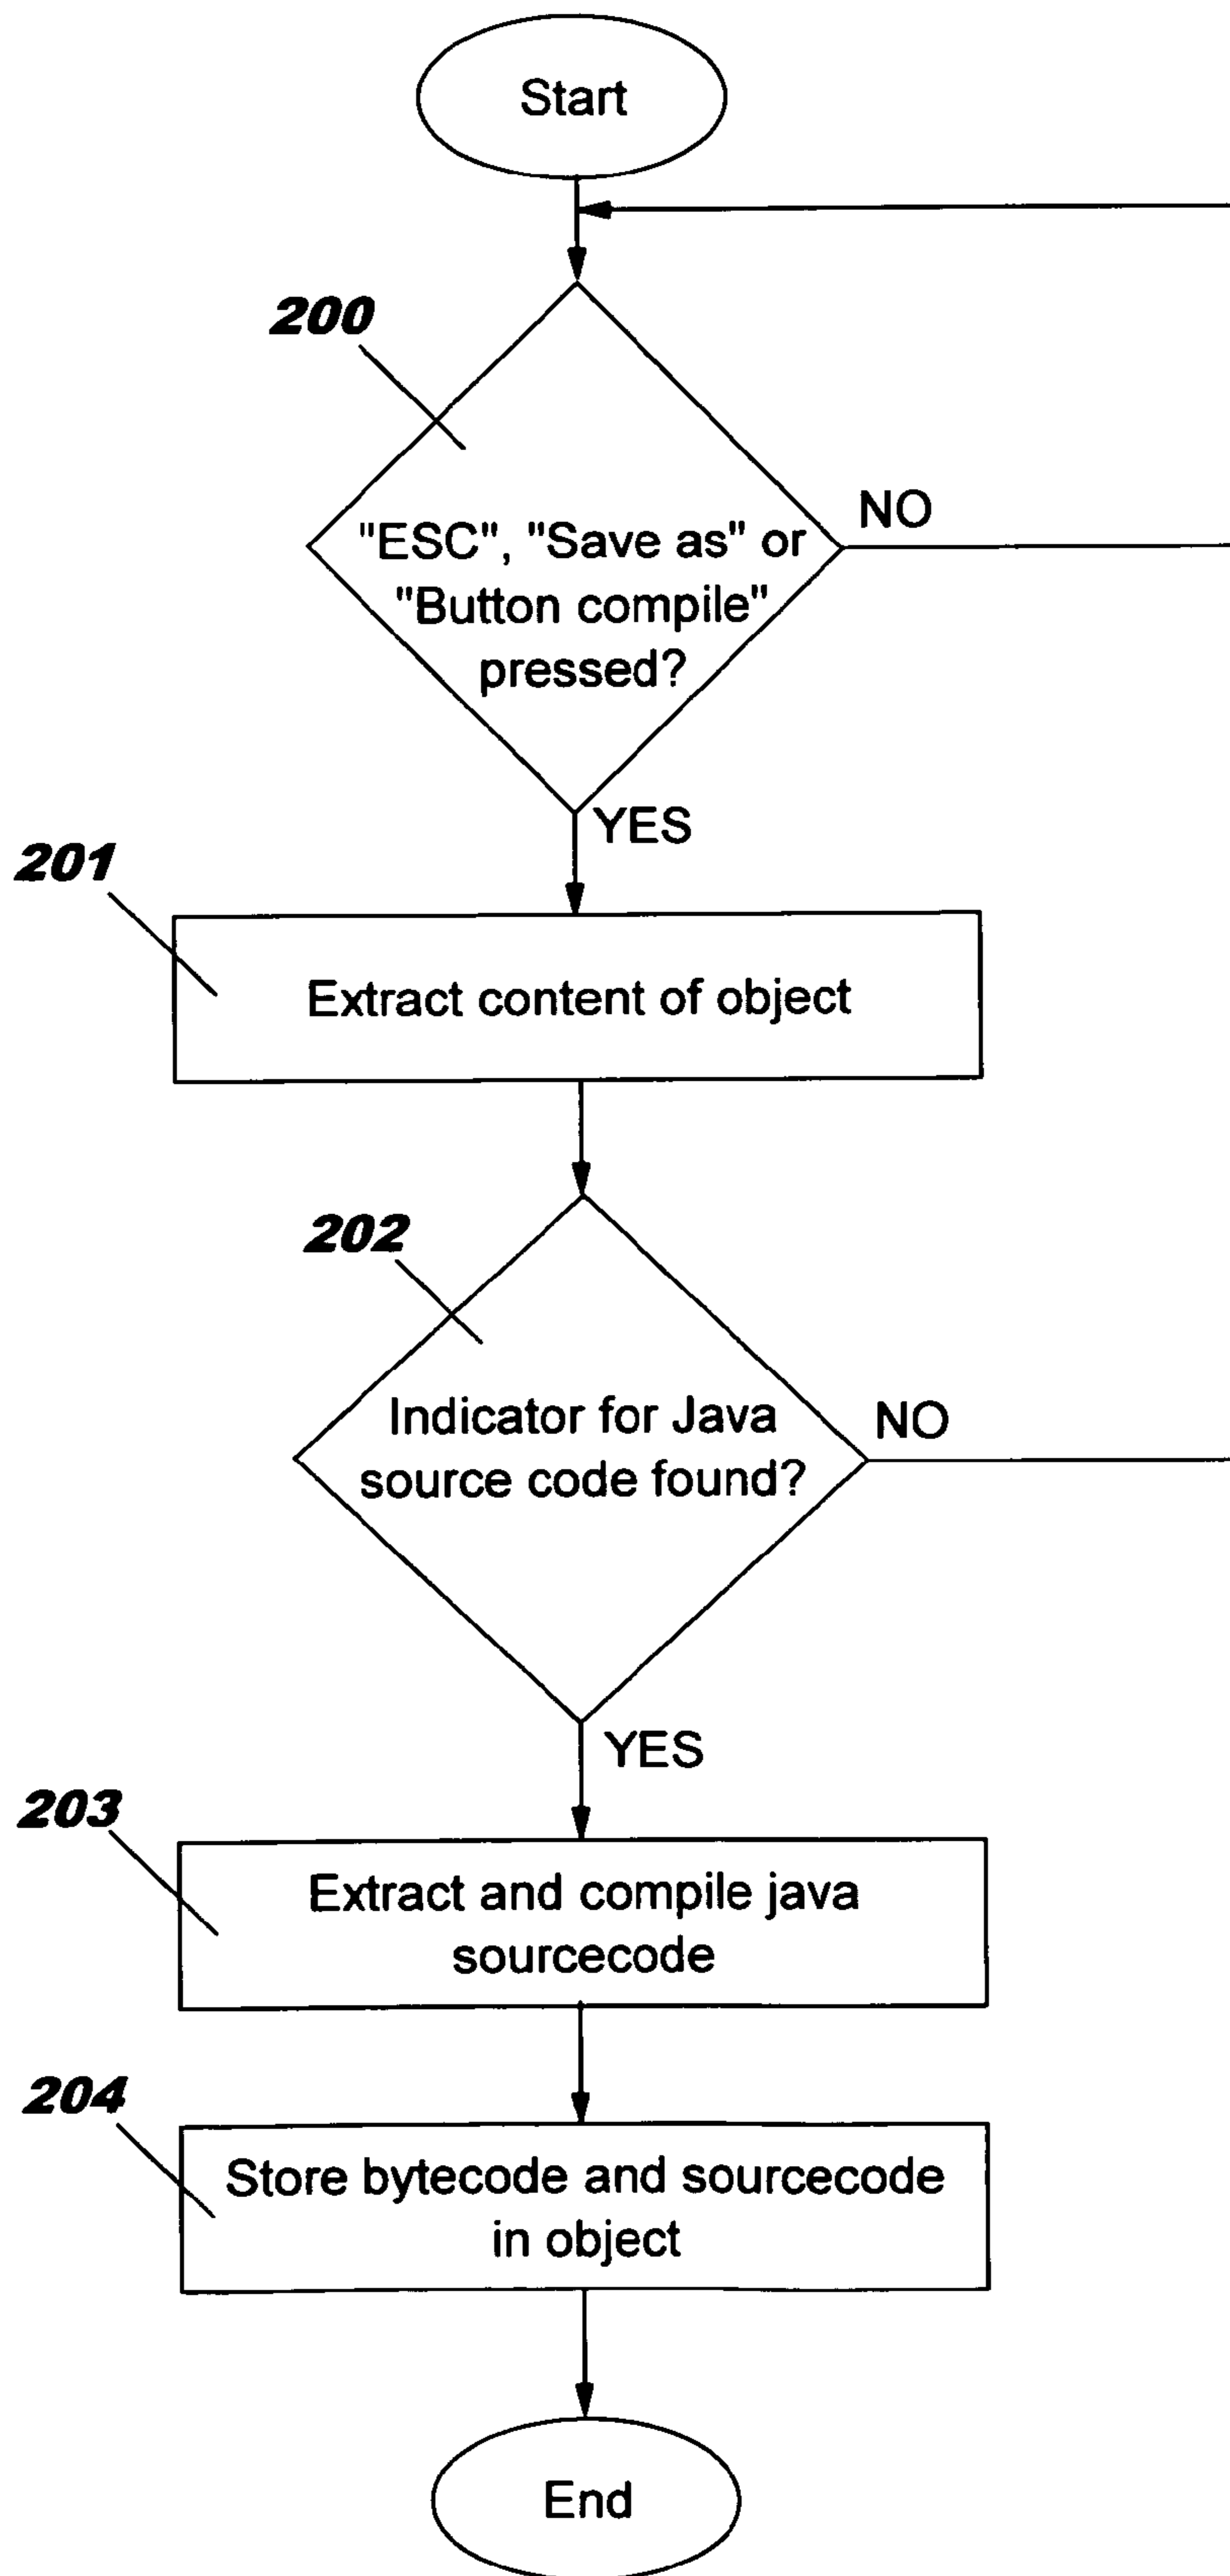 Start
200
"ESC", "Save as" or
"Button compile"
pressed?
NO
YES
201
Extract content of object
202
Indicator for Java
source code found?
NO
YES
203
Extract and compile java
sourcecode
204
Store bytecode and sourcecode
in object
End